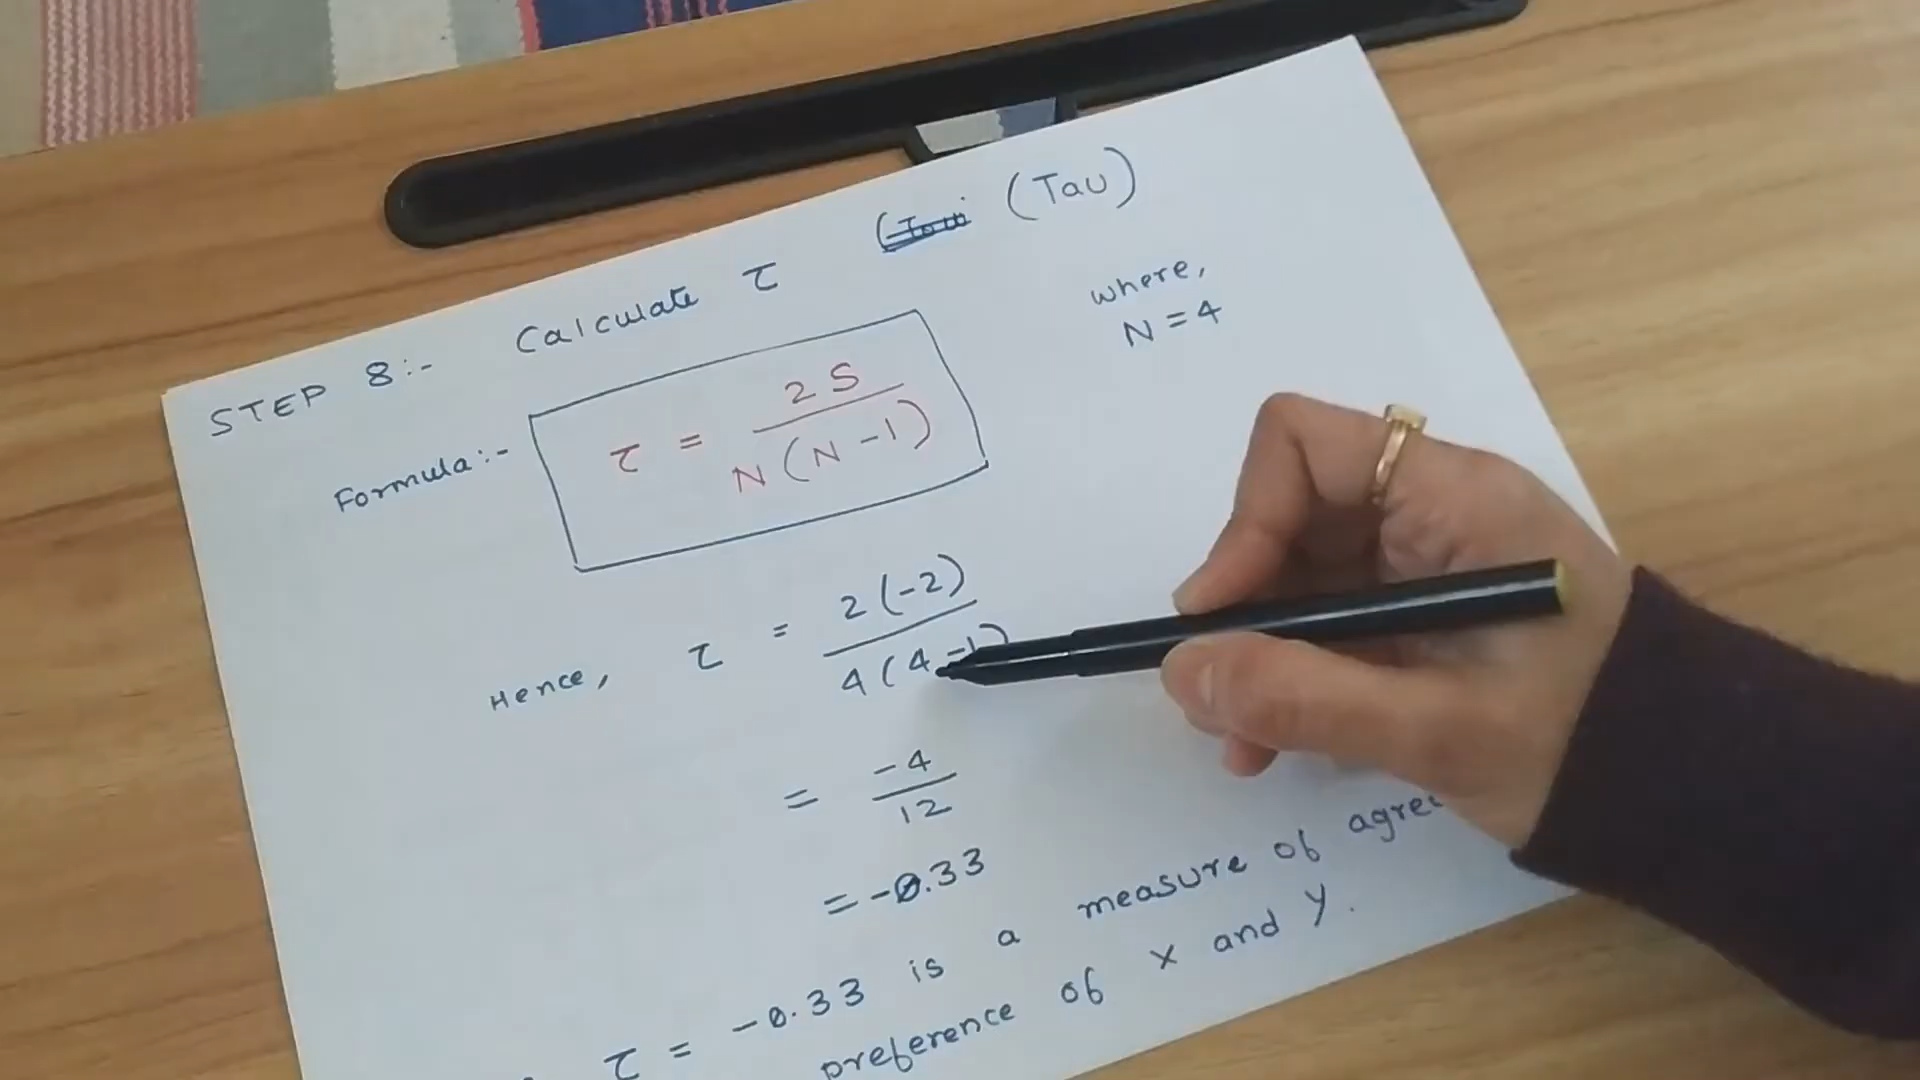 (Tau)
STEP 8:- Calculate τ
where,
N = 4
Formula:- τ = 2S / N(N-1)
Hence, τ = 2(-2) / 4(4-1)
= -4 / 12
= -0.33
τ = -0.33 is a measure of
preference of X and Y.